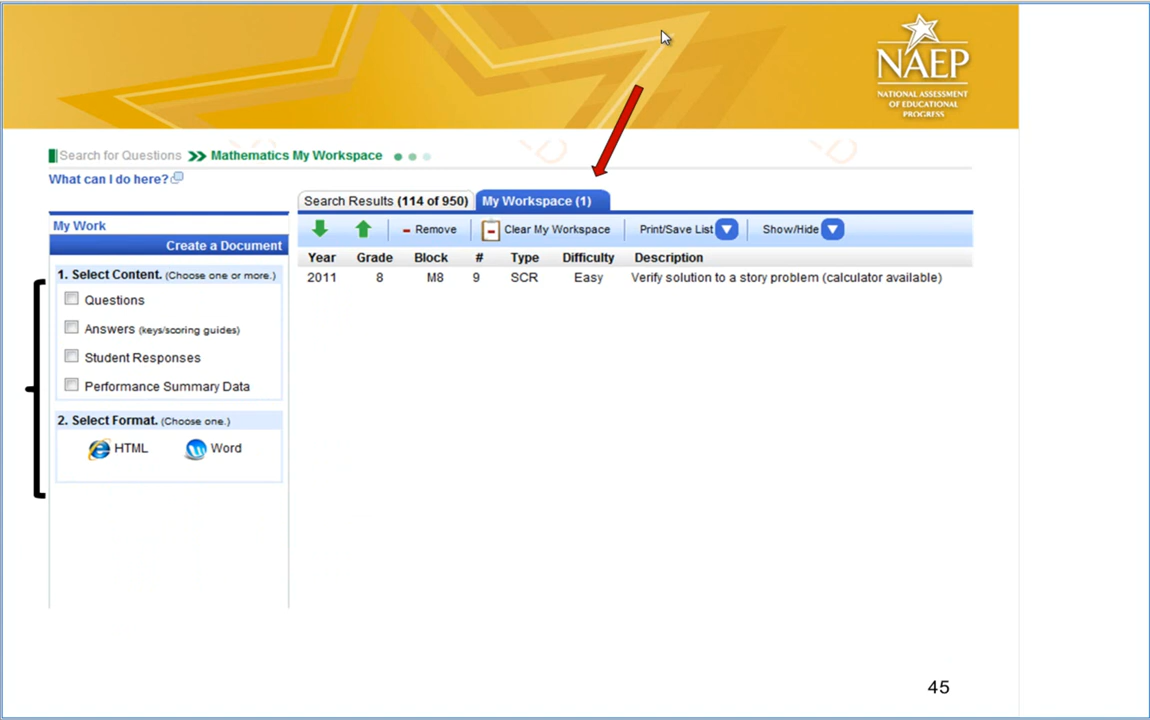 NAEP
NATIONAL ASSESSMENT
OF EDUCATIONAL
PROGRESS
Search for Questions Mathematics My Workspace
What can I do here?
Search Results (114 of 950) My Workspace (1)
My Work
Create a Document
Remove Clear My Workspace Print/Save List Show/Hide
Year Grade Block # Type Difficulty Description
2011 8 M8 9 SCR Easy Verify solution to a story problem (calculator available)
1. Select Content. (Choose one or more.)
Questions
Answers (keys/scoring guides)
Student Responses
Performance Summary Data
2. Select Format. (Choose one.)
HTML Word
45